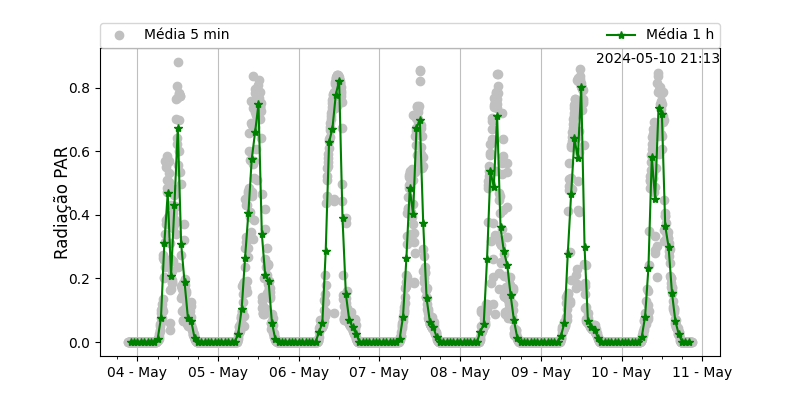 Média 5 min
Média 1 h
2024-05-10 21:13
Radiação PAR
0.8
0.6
0.4
0.2
0.0
04 - May
05 - May
06 - May
07 - May
08 - May
09 - May
10 - May
11 - May